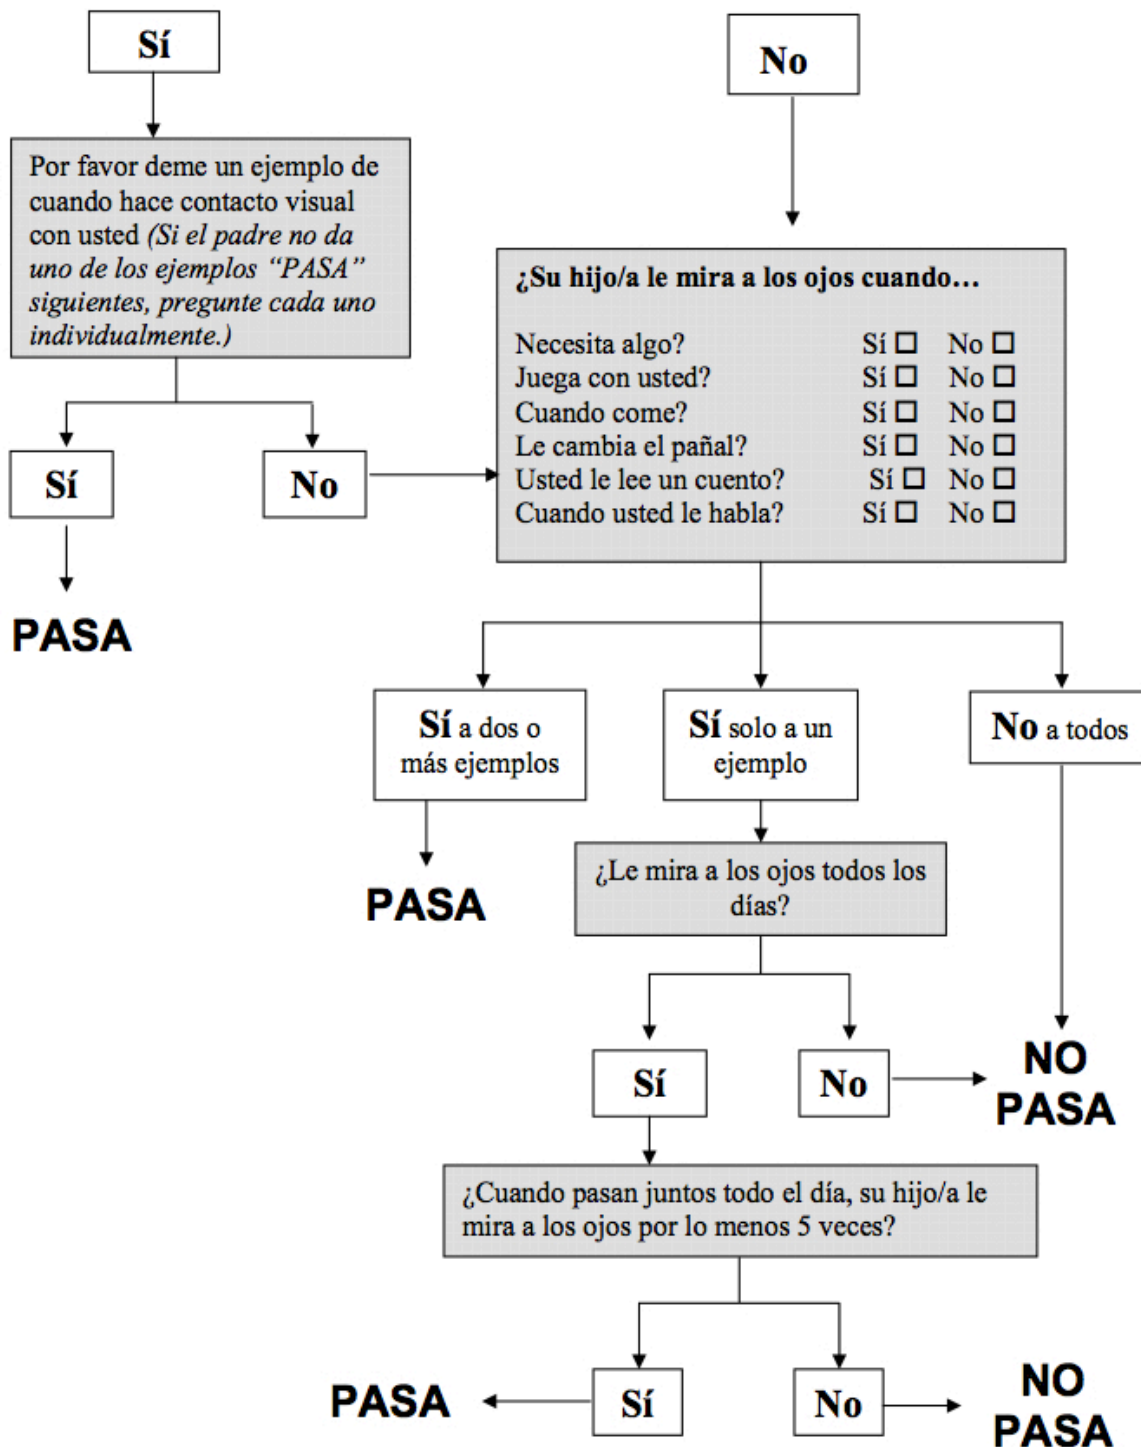 Sí
No
Por favor deme un ejemplo de
cuando hace contacto visual
con usted (Si el padre no da
uno de los ejemplos “PASA”
siguientes, pregunte cada uno
individualmente.)
¿Su hijo/a le mira a los ojos cuando…
Necesita algo? Sí □ No □
Juega con usted? Sí □ No □
Cuando come? Sí □ No □
Le cambia el pañal? Sí □ No □
Usted le lee un cuento? Sí □ No □
Cuando usted le habla? Sí □ No □
Sí
No
PASA
Sí a dos o
más ejemplos
Sí solo a un
ejemplo
No a todos
PASA
¿Le mira a los ojos todos los
días?
Sí
No
NO
PASA
¿Cuando pasan juntos todo el día, su hijo/a le
mira a los ojos por lo menos 5 veces?
PASA
Sí
No
NO
PASA